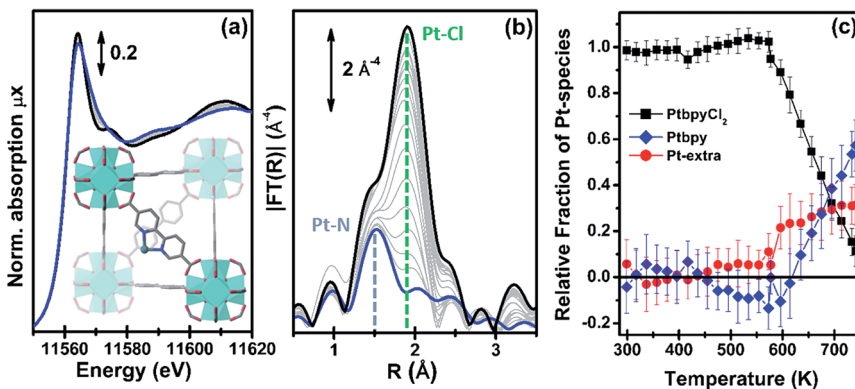 (a)
0.2
Norm. absorption μx
11560 11580 11600 11620
Energy (eV)
(b)
Pt-Cl
2 Å⁻⁴
Pt-N
|FT(R)| (Å⁻⁴)
1 2 3
R (Å)
(c)
Relative Fraction of Pt-species
1.0
0.8
0.6
0.4
0.2
0.0
-0.2
PtbpyCl₂
Ptbpy
Pt-extra
300 400 500 600 700
Temperature (K)